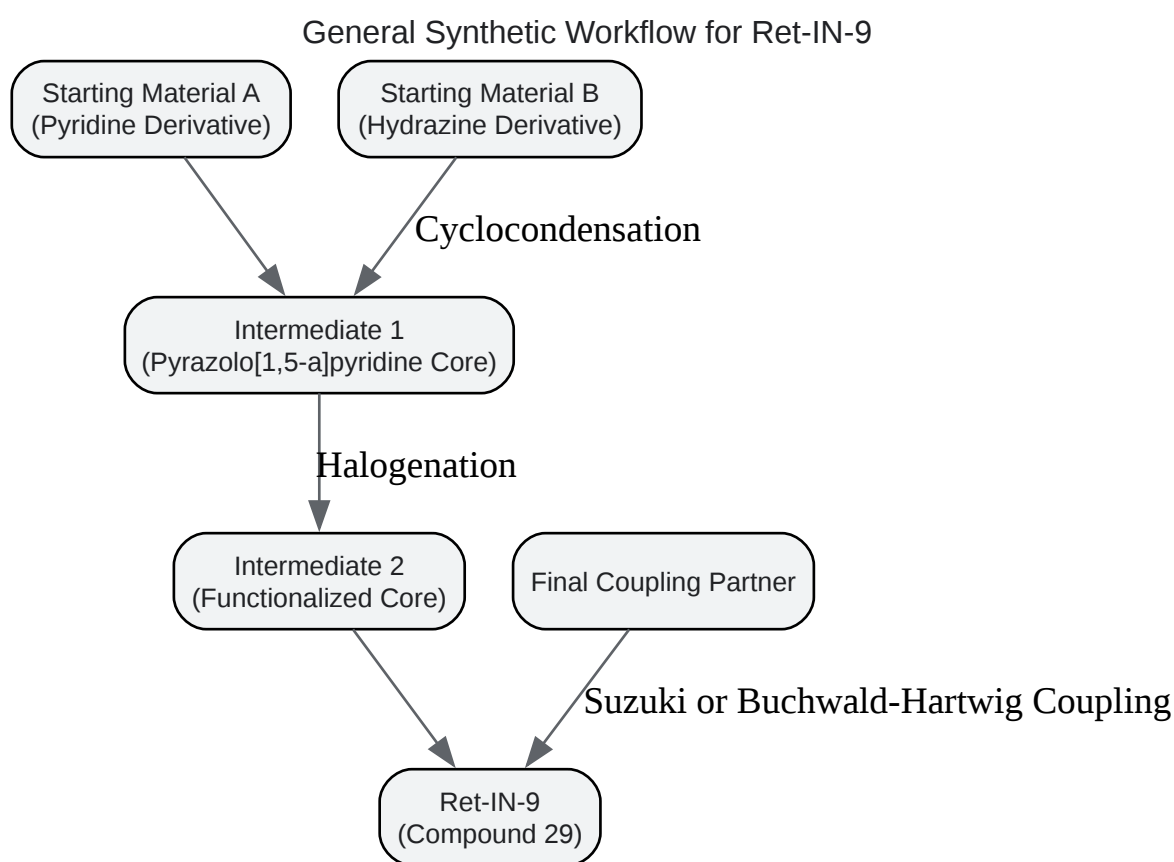 General Synthetic Workflow for Ret-IN-9
Starting Material A
(Pyridine Derivative)
Starting Material B
(Hydrazine Derivative)
Cyclocondensation
Intermediate 1
(Pyrazolo[1,5-a]pyridine Core)
Halogenation
Intermediate 2
(Functionalized Core)
Final Coupling Partner
Suzuki or Buchwald-Hartwig Coupling
Ret-IN-9
(Compound 29)